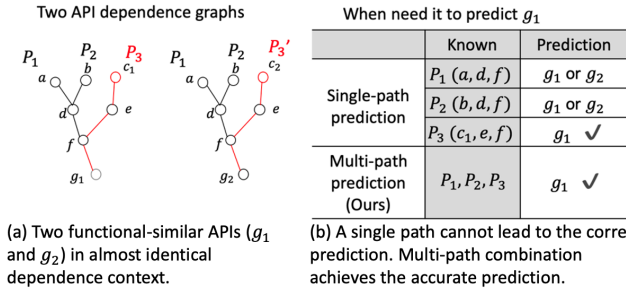 Two API dependence graphs
P₁ P₂ P₃ P₁ P₂ P₃′
a b c₁ a b c₂
d e d e
f f
g₁ g₂
(a) Two functional-similar APIs (g₁
and g₂) in almost identical
dependence context.
When need it to predict g₁
Known Prediction
Single-path
prediction
P₁ (a, d, f) g₁ or g₂
P₂ (b, d, f) g₁ or g₂
P₃ (c₁, e, f) g₁ ✓
Multi-path
prediction
(Ours)
P₁, P₂, P₃ g₁ ✓
(b) A single path cannot lead to the corre
prediction. Multi-path combination
achieves the accurate prediction.